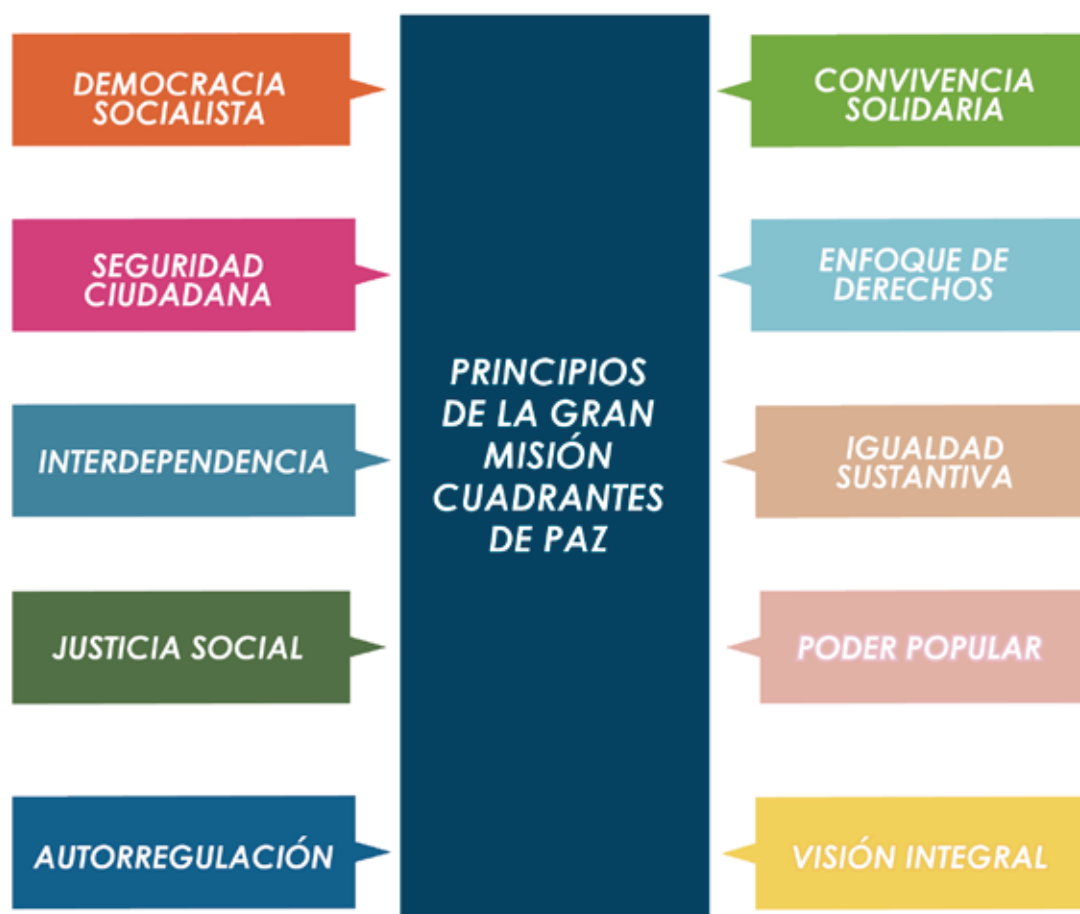 DEMOCRACIA
SOCIALISTA
SEGURIDAD
CIUDADANA
INTERDEPENDENCIA
JUSTICIA SOCIAL
AUTORREGULACIÓN
PRINCIPIOS
DE LA GRAN
MISIÓN
CUADRANTES
DE PAZ
CONVIVENCIA
SOLIDARIA
ENFOQUE DE
DERECHOS
IGUALDAD
SUSTANTIVA
PODER POPULAR
VISIÓN INTEGRAL